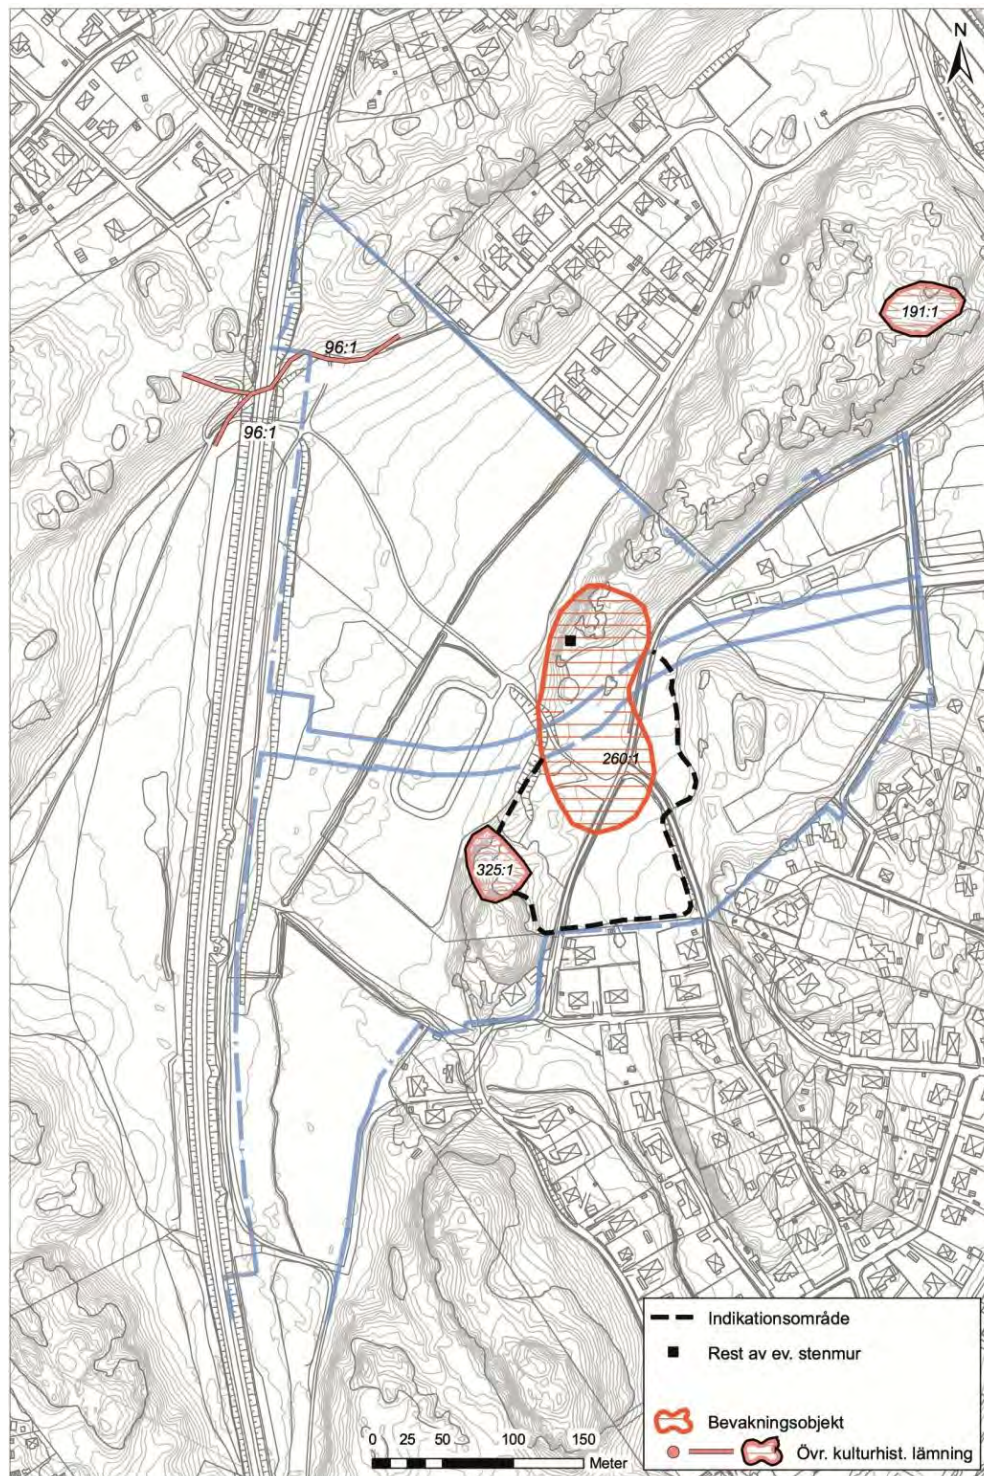 N
191:1
96:1
96:1
260:1
325:1
Indikationsområde
Rest av ev. stenmur
Bevakningsobjekt
Övr. kulturhist. lämning
0 25 50 100 150
Meter